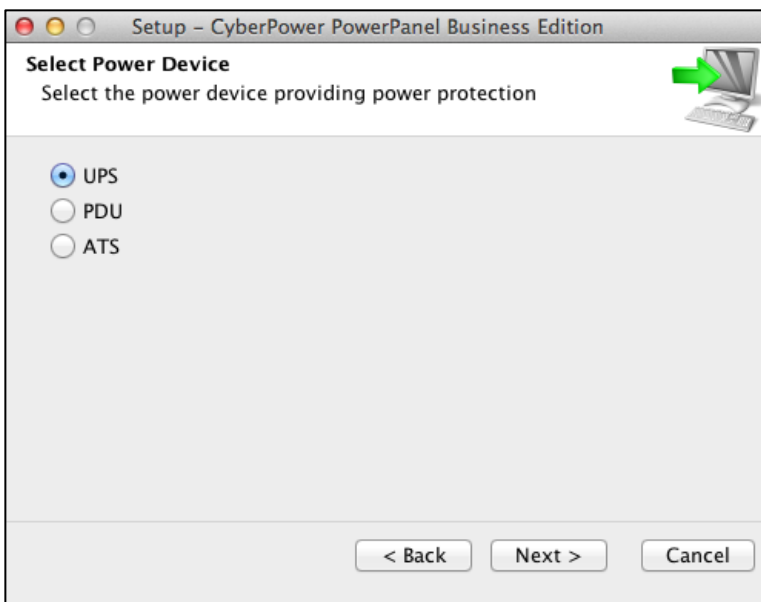 Setup – CyberPower PowerPanel Business Edition
Select Power Device
Select the power device providing power protection
UPS
PDU
ATS
< Back Next > Cancel